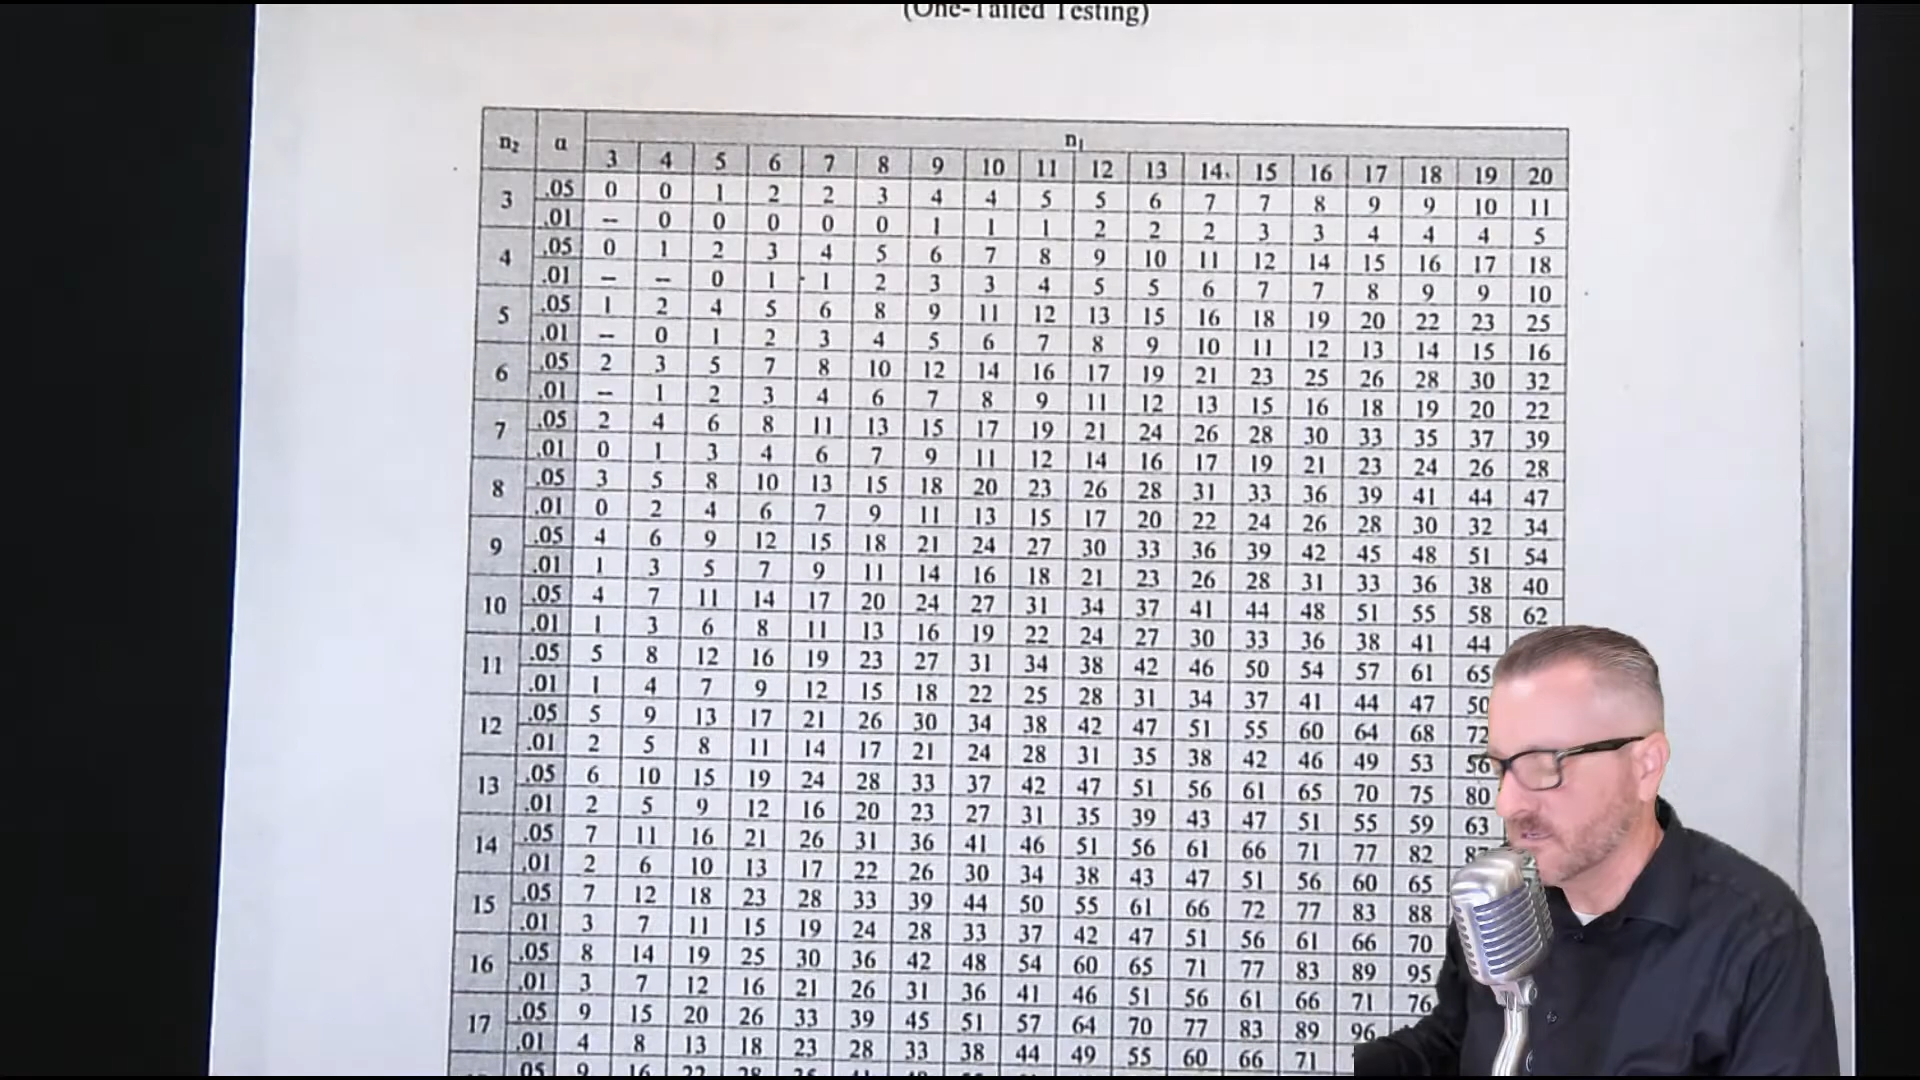 (One-Tailed Testing)
n₂ α n₁
3 4 5 6 7 8 9 10 11 12 13 14 15 16 17 18 19 20
3 .05 0 0 1 2 2 3 4 4 5 5 6 7 7 8 9 9 10 11
.01 -- 0 0 0 0 0 1 1 1 2 2 2 3 3 4 4 4 5
4 .05 0 1 2 3 4 5 6 7 8 9 10 11 12 14 15 16 17 18
.01 -- -- 0 1 1 2 3 3 4 5 5 6 7 7 8 9 9 10
5 .05 1 2 4 5 6 8 9 11 12 13 15 16 18 19 20 22 23 25
.01 -- 0 1 2 3 4 5 6 7 8 9 10 11 12 13 14 15 16
6 .05 2 3 5 7 8 10 12 14 16 17 19 21 23 25 26 28 30 32
.01 -- 1 2 3 4 6 7 8 9 11 12 13 15 16 18 19 20 22
7 .05 2 4 6 8 11 13 15 17 19 21 24 26 28 30 33 35 37 39
.01 0 1 3 4 6 7 9 11 12 14 16 17 19 21 23 24 26 28
8 .05 3 5 8 10 13 15 18 20 23 26 28 31 33 36 39 41 44 47
.01 0 2 4 6 7 9 11 13 15 17 20 22 24 26 28 30 32 34
9 .05 4 6 9 12 15 18 21 24 27 30 33 36 39 42 45 48 51 54
.01 1 3 5 7 9 11 14 16 18 21 23 26 28 31 33 36 38 40
10 .05 4 7 11 14 17 20 24 27 31 34 37 41 44 48 51 55 58 62
.01 1 3 6 8 11 13 16 19 22 24 27 30 33 36 38 41 44
11 .05 5 8 12 16 19 23 27 31 34 38 42 46 50 54 57 61 65
.01 1 4 7 9 12 15 18 22 25 28 31 34 37 41 44 47 50
12 .05 5 9 13 17 21 26 30 34 38 42 47 51 55 60 64 68 72
.01 2 5 8 11 14 17 21 24 28 31 35 38 42 46 49 53 56
13 .05 6 10 15 19 24 28 33 37 42 47 51 56 61 65 70 75 80
.01 2 5 9 12 16 20 23 27 31 35 39 43 47 51 55 59 63
14 .05 7 11 16 21 26 31 36 41 46 51 56 61 66 71 77 82
.01 2 6 10 13 17 22 26 30 34 38 43 47 51 56 60 65
15 .05 7 12 18 23 28 33 39 44 50 55 61 66 72 77 83 88
.01 3 7 11 15 19 24 28 33 37 42 47 51 56 61 66 70
16 .05 8 14 19 25 30 36 42 48 54 60 65 71 77 83 89 95
.01 3 7 12 16 21 26 31 36 41 46 51 56 61 66 71 76
17 .05 9 15 20 26 33 39 45 51 57 64 70 77 83 89 96
.01 4 8 13 18 23 28 33 38 44 49 55 60 66 71
.05 9 16